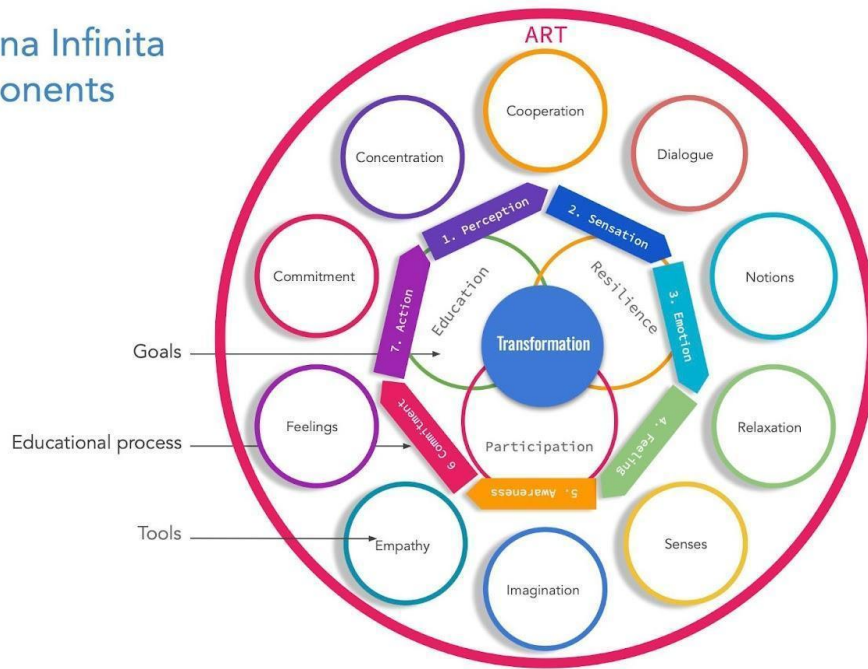 na Infinita
onents
ART
Cooperation
Concentration
Dialogue
1. Perception
2. Sensation
Commitment
Education
Resilience
Notions
7. Action
3. Emotion
Transformation
Goals
Feelings
6 Commitment
Participation
4. Feeling
Relaxation
Educational process
5. Awareness
Tools
Empathy
Imagination
Senses